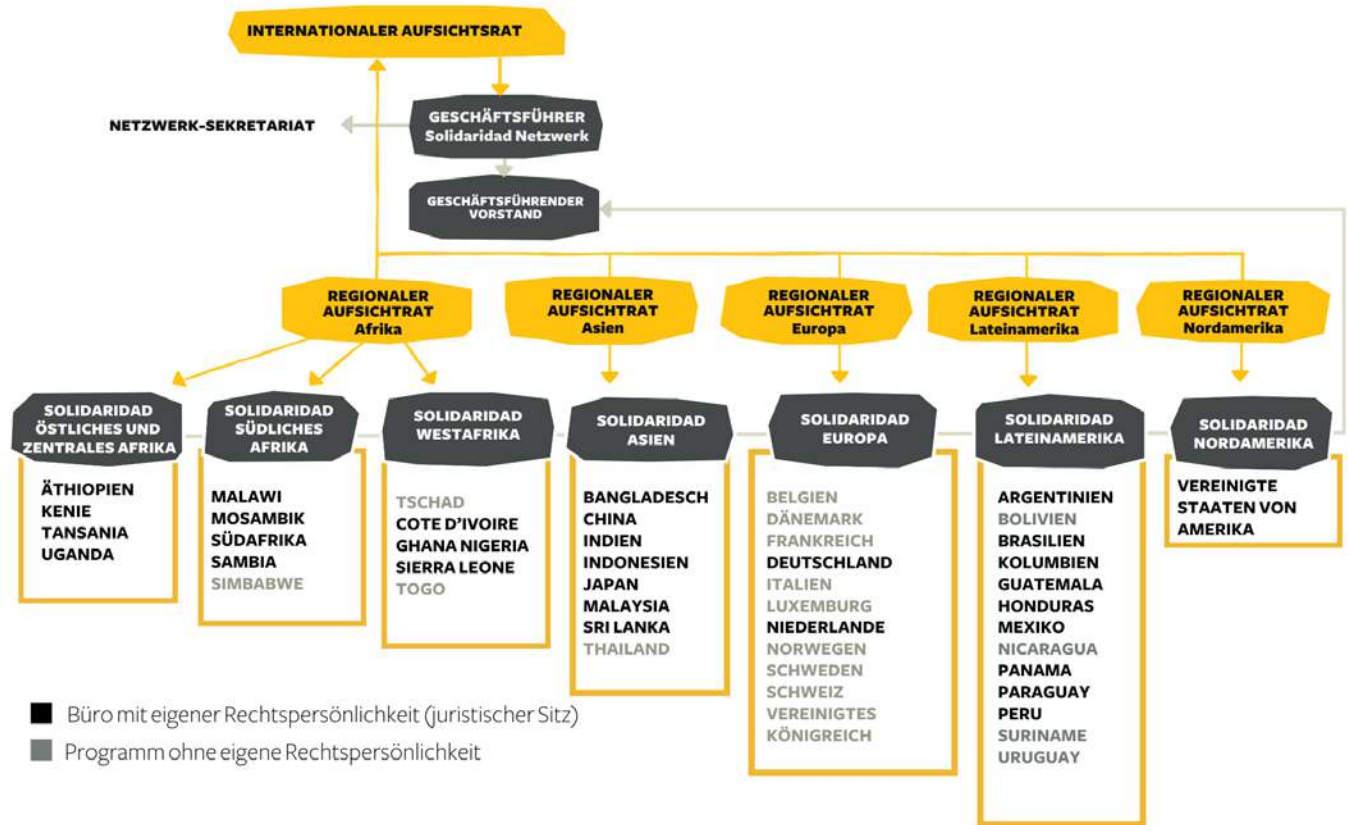 INTERNATIONALER AUFSICHTSRAT
NETZWERK-SEKRETARIAT
GESCHÄFTSFÜHRER
Solidaridad Netzwerk
GESCHÄFTSFÜHRENDER
VORSTAND
REGIONALER
AUFSICHTRAT
Afrika
REGIONALER
AUFSICHTRAT
Asien
REGIONALER
AUFSICHTRAT
Europa
REGIONALER
AUFSICHTRAT
Lateinamerika
REGIONALER
AUFSICHTRAT
Nordamerika
SOLIDARIDAD
ÖSTLICHES UND
ZENTRALES AFRIKA
SOLIDARIDAD
SÜDLICHES
AFRIKA
SOLIDARIDAD
WESTAFRIKA
SOLIDARIDAD
ASIEN
SOLIDARIDAD
EUROPA
SOLIDARIDAD
LATEINAMERIKA
SOLIDARIDAD
NORDAMERIKA
ÄTHIOPIEN
KENIE
TANSANIA
UGANDA
MALAWI
MOSAMBIK
SÜDAFRIKA
SAMBIA
SIMBABWE
TSCHAD
COTE D'IVOIRE
GHANA NIGERIA
SIERRA LEONE
TOGO
BANGLADESCH
CHINA
INDIEN
INDONESIEN
JAPAN
MALAYSIA
SRI LANKA
THAILAND
BELGIEN
DÄNEMARK
FRANKREICH
DEUTSCHLAND
ITALIEN
LUXEMBURG
NIEDERLANDE
NORWEGEN
SCHWEDEN
SCHWEIZ
VEREINIGTES
KÖNIGREICH
ARGENTINIEN
BOLIVIEN
BRASILIEN
KOLUMBIEN
GUATEMALA
HONDURAS
MEXIKO
NICARAGUA
PANAMA
PARAGUAY
PERU
SURINAME
URUGUAY
VEREINIGTE
STAATEN VON
AMERIKA
Büro mit eigener Rechtspersönlichkeit (juristischer Sitz)
Programm ohne eigene Rechtspersönlichkeit